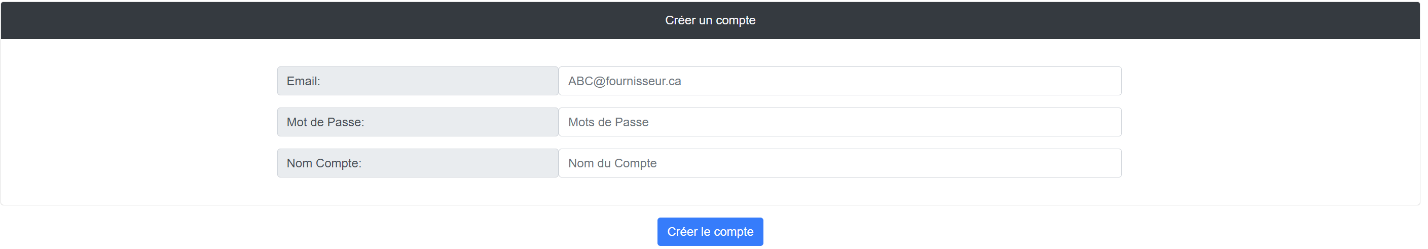 Créer un compte
Email: ABC@fournisseur.ca
Mot de Passe: Mots de Passe
Nom Compte: Nom du Compte
Créer le compte